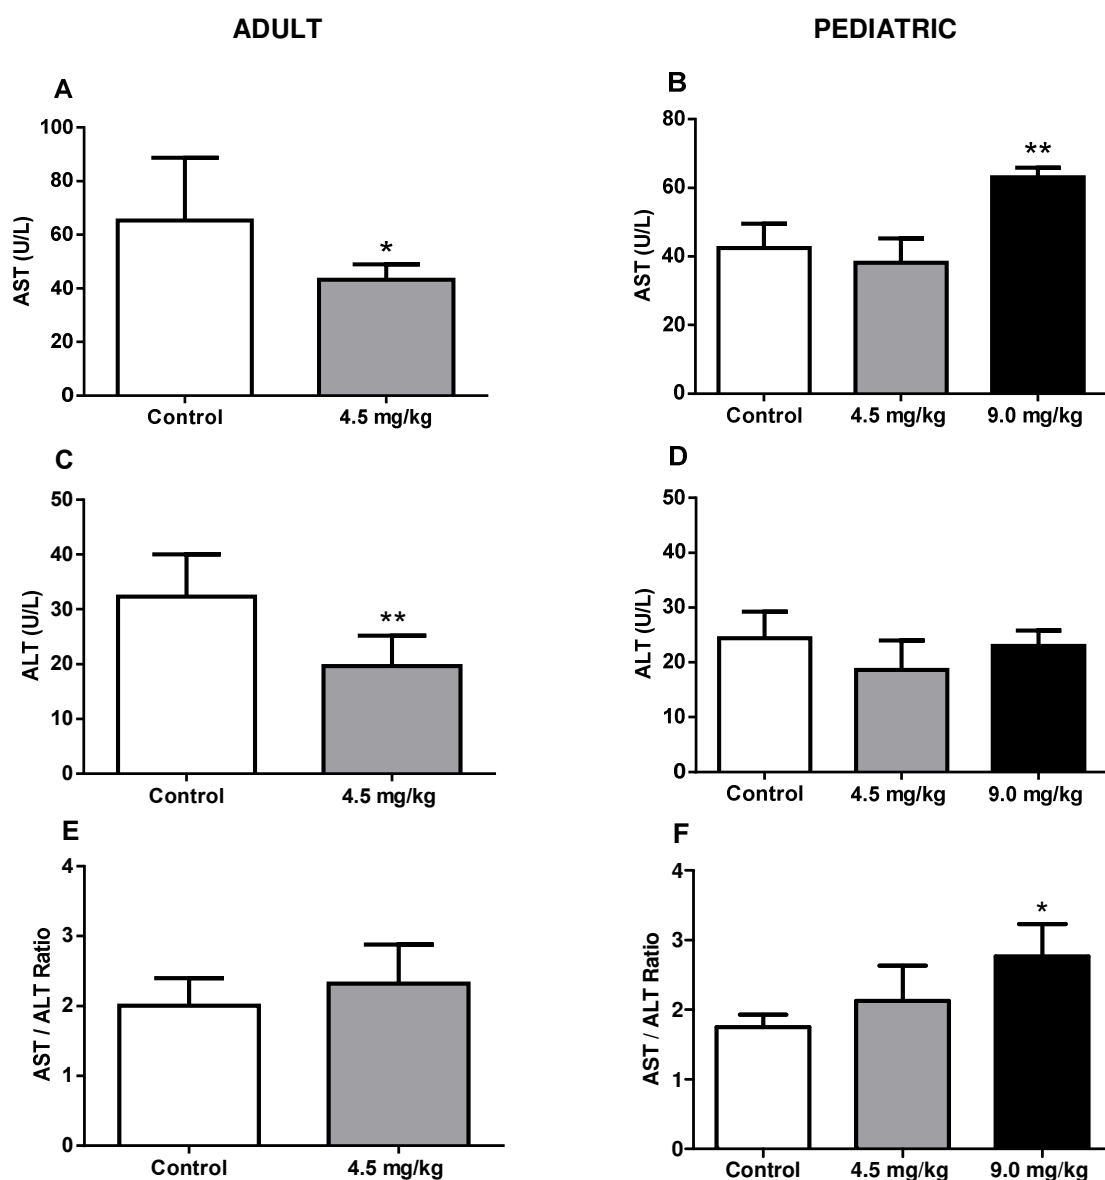 ADULT
PEDIATRIC
A
100
80
60
40
20
0
AST (U/L)
*
Control
4.5 mg/kg
B
80
60
40
20
0
AST (U/L)
**
Control
4.5 mg/kg
9.0 mg/kg
C
50
40
30
20
10
0
ALT (U/L)
**
Control
4.5 mg/kg
D
50
40
30
20
10
0
ALT (U/L)
Control
4.5 mg/kg
9.0 mg/kg
E
4
3
2
1
0
AST / ALT Ratio
Control
4.5 mg/kg
F
4
3
2
1
0
AST / ALT Ratio
*
Control
4.5 mg/kg
9.0 mg/kg